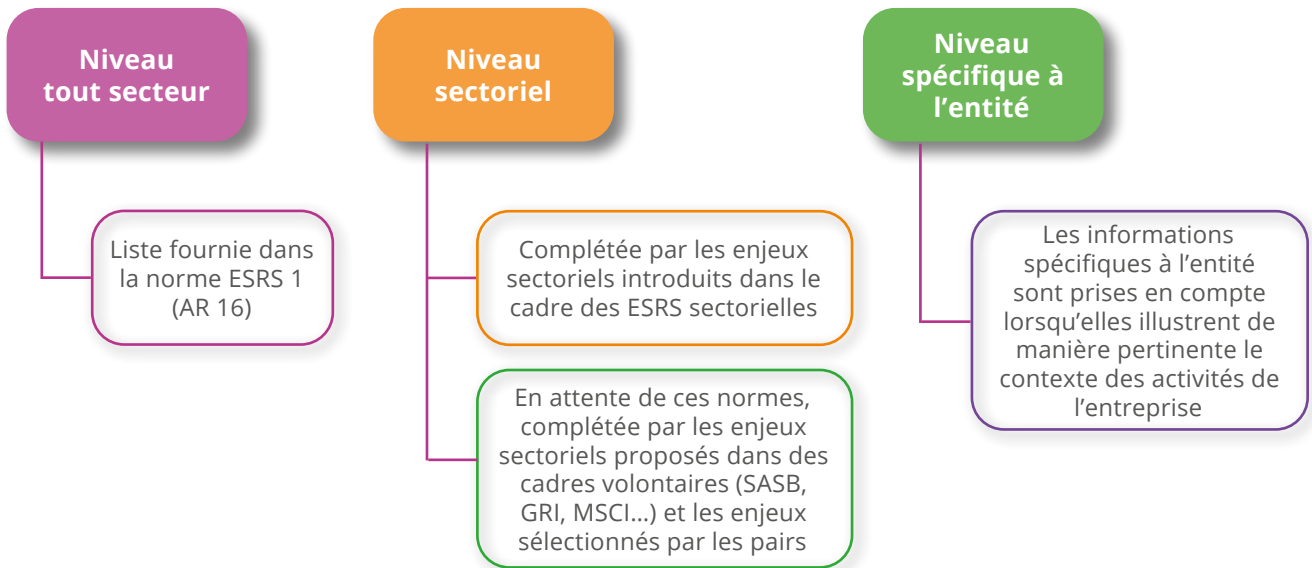 Niveau
tout secteur
Liste fournie dans
la norme ESRS 1
(AR 16)
Niveau
sectoriel
Complétée par les enjeux
sectoriels introduits dans le
cadre des ESRS sectorielles
En attente de ces normes,
complétée par les enjeux
sectoriels proposés dans des
cadres volontaires (SASB,
GRI, MSCI...) et les enjeux
sélectionnés par les pairs
Niveau
spécifique à
l’entité
Les informations
spécifiques à l’entité
sont prises en compte
lorsqu’elles illustrent de
manière pertinente le
contexte des activités de
l’entreprise